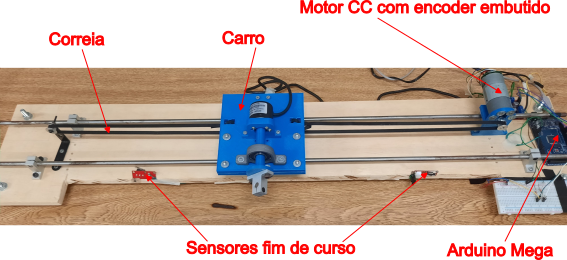 Motor CC com encoder embutido
Correia
Carro
Sensores fim de curso
Arduino Mega